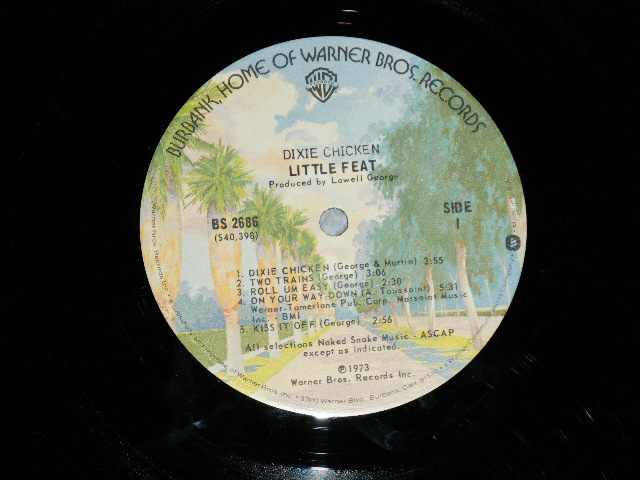 BURBANK, HOME OF WARNER BROS. RECORDS
DIXIE CHICKEN
LITTLE FEAT
Produced by Lowell George
BS 2686
(S40,398)
SIDE
1
1. DIXIE CHICKEN (George & Martin) 3:55
2. TWO TRAINS (George) 3:06
3. ROLL UM EASY (George) 2:30
4. ON YOUR WAY DOWN (A. Toussaint) 5:31
Warner-Tamerlane Pub. Corp. Marsaint Music
Inc. - BMI
5. KISS IT OFF (George) 2:56
All selections Naked Snake Music - ASCAP
except as indicated.
℗1973
Warner Bros. Records Inc.